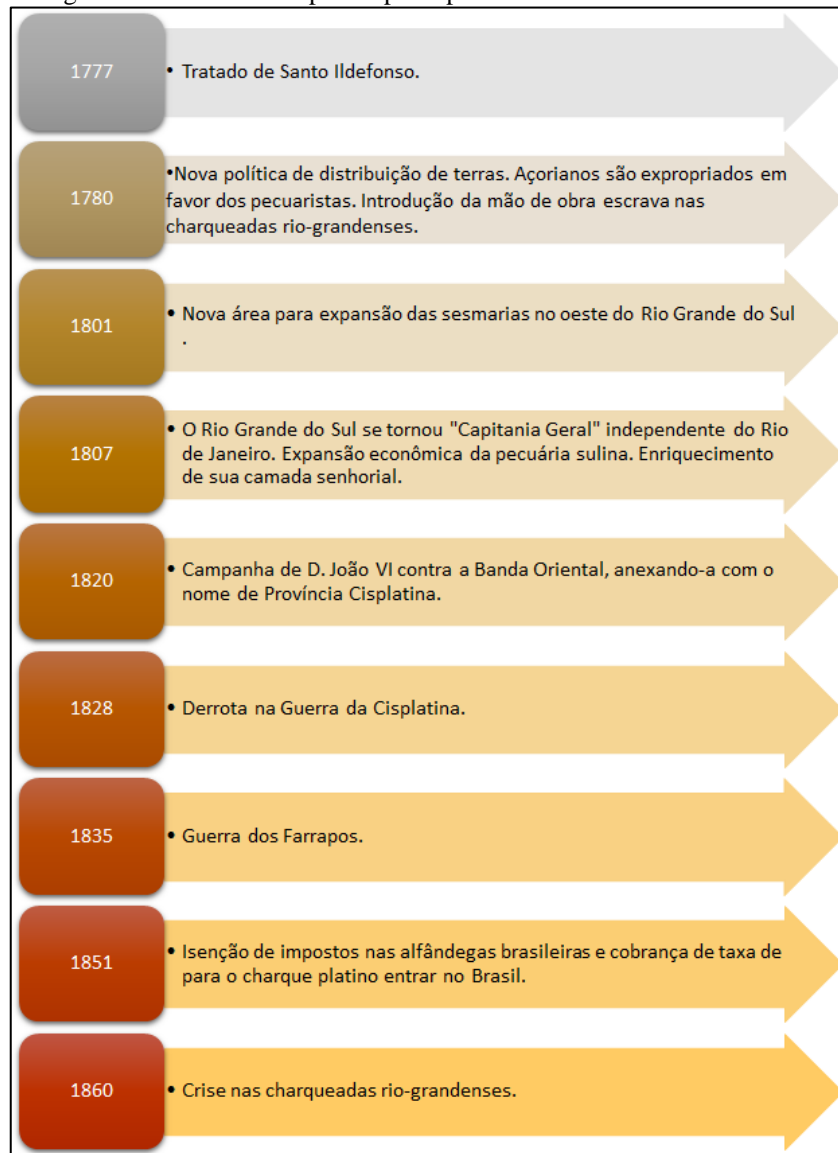 1777
• Tratado de Santo Ildefonso.
1780
•Nova política de distribuição de terras. Açorianos são expropriados em
favor dos pecuaristas. Introdução da mão de obra escrava nas
charqueadas rio-grandenses.
1801
• Nova área para expansão das sesmarias no oeste do Rio Grande do Sul
.
1807
• O Rio Grande do Sul se tornou "Capitania Geral" independente do Rio
de Janeiro. Expansão econômica da pecuária sulina. Enriquecimento
de sua camada senhorial.
1820
• Campanha de D. João VI contra a Banda Oriental, anexando-a com o
nome de Província Cisplatina.
1828
• Derrota na Guerra da Cisplatina.
1835
• Guerra dos Farrapos.
1851
• Isenção de impostos nas alfândegas brasileiras e cobrança de taxa de
para o charque platino entrar no Brasil.
1860
• Crise nas charqueadas rio-grandenses.